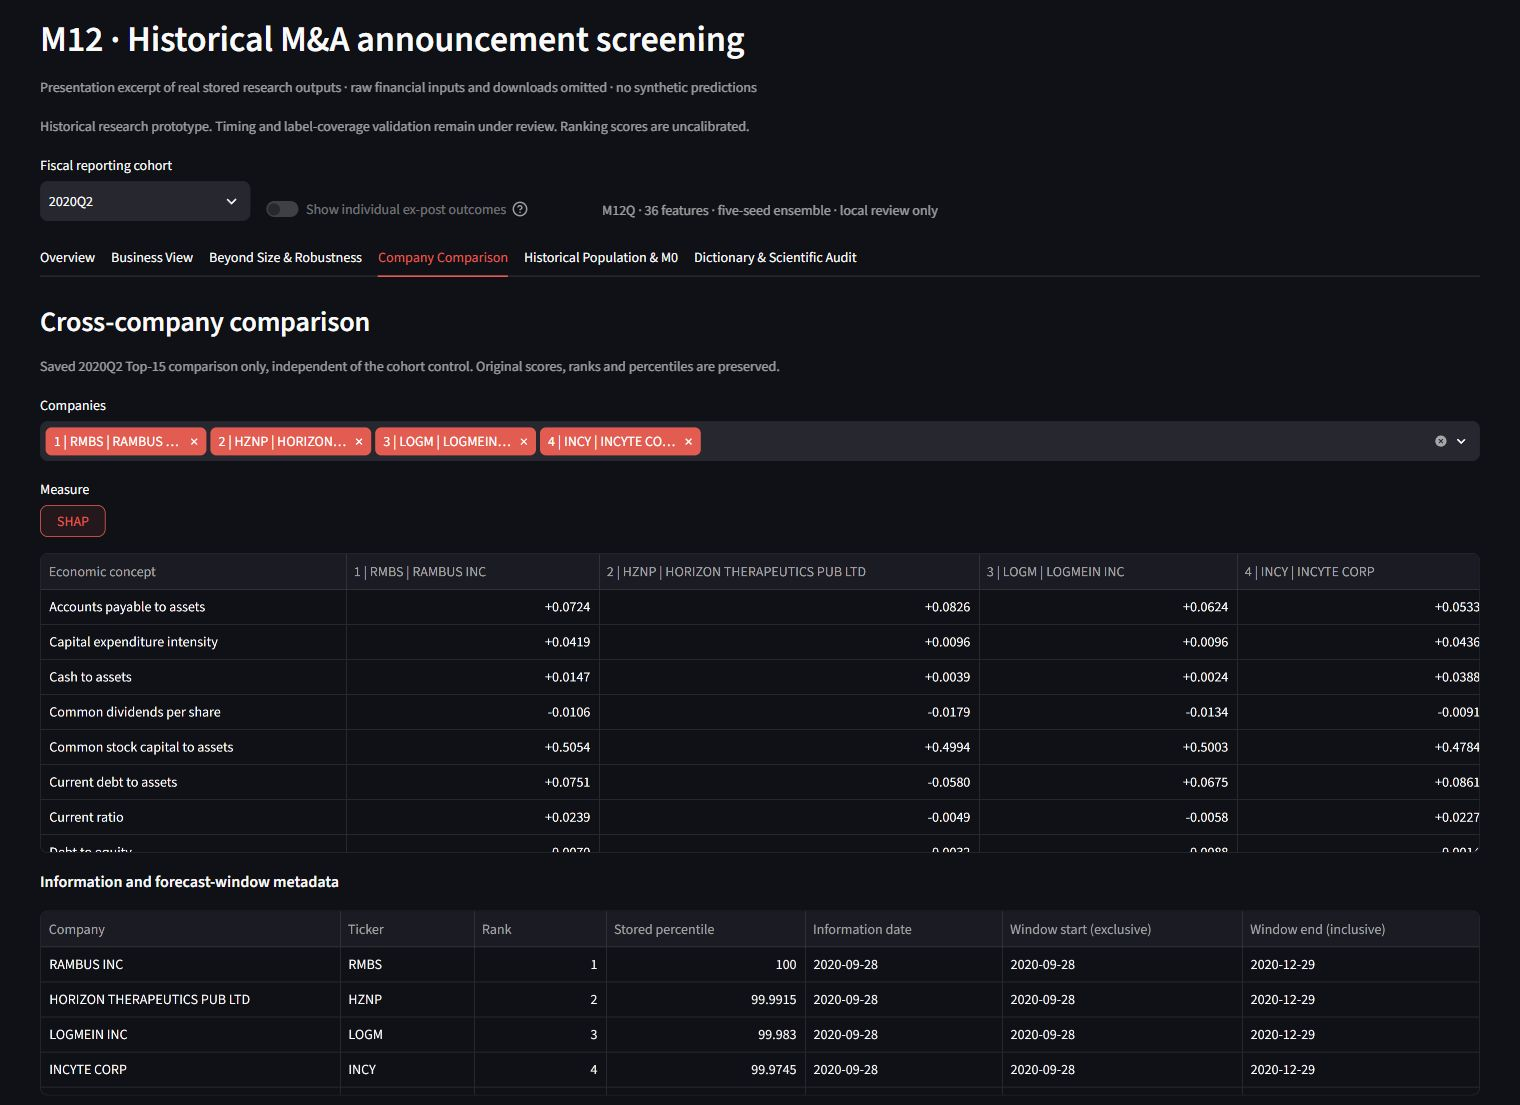 M12 · Historical M&A announcement screening
Presentation excerpt of real stored research outputs · raw financial inputs and downloads omitted · no synthetic predictions
Historical research prototype. Timing and label-coverage validation remain under review. Ranking scores are uncalibrated.
Fiscal reporting cohort
2020Q2 Show individual ex-post outcomes M12Q · 36 features · five-seed ensemble · local review only
Overview Business View Beyond Size & Robustness Company Comparison Historical Population & M0 Dictionary & Scientific Audit
Cross-company comparison
Saved 2020Q2 Top-15 comparison only, independent of the cohort control. Original scores, ranks and percentiles are preserved.
Companies
1 | RMBS | RAMBUS ... × 2 | HZNP | HORIZON... × 3 | LOGM | LOGMEIN... × 4 | INCY | INCYTE CO... ×
Measure
SHAP
Economic concept 1 | RMBS | RAMBUS INC 2 | HZNP | HORIZON THERAPEUTICS PUB LTD 3 | LOGM | LOGMEIN INC 4 | INCY | INCYTE CORP
Accounts payable to assets +0.0724 +0.0826 +0.0624 +0.0533
Capital expenditure intensity +0.0419 +0.0096 +0.0096 +0.0436
Cash to assets +0.0147 +0.0039 +0.0024 +0.0388
Common dividends per share -0.0106 -0.0179 -0.0134 -0.0091
Common stock capital to assets +0.5054 +0.4994 +0.5003 +0.4784
Current debt to assets +0.0751 -0.0580 +0.0675 +0.0861
Current ratio +0.0239 -0.0049 -0.0058 +0.0227
Debt to equity
Information and forecast-window metadata
Company Ticker Rank Stored percentile Information date Window start (exclusive) Window end (inclusive)
RAMBUS INC RMBS 1 100 2020-09-28 2020-09-28 2020-12-29
HORIZON THERAPEUTICS PUB LTD HZNP 2 99.9915 2020-09-28 2020-09-28 2020-12-29
LOGMEIN INC LOGM 3 99.983 2020-09-28 2020-09-28 2020-12-29
INCYTE CORP INCY 4 99.9745 2020-09-28 2020-09-28 2020-12-29